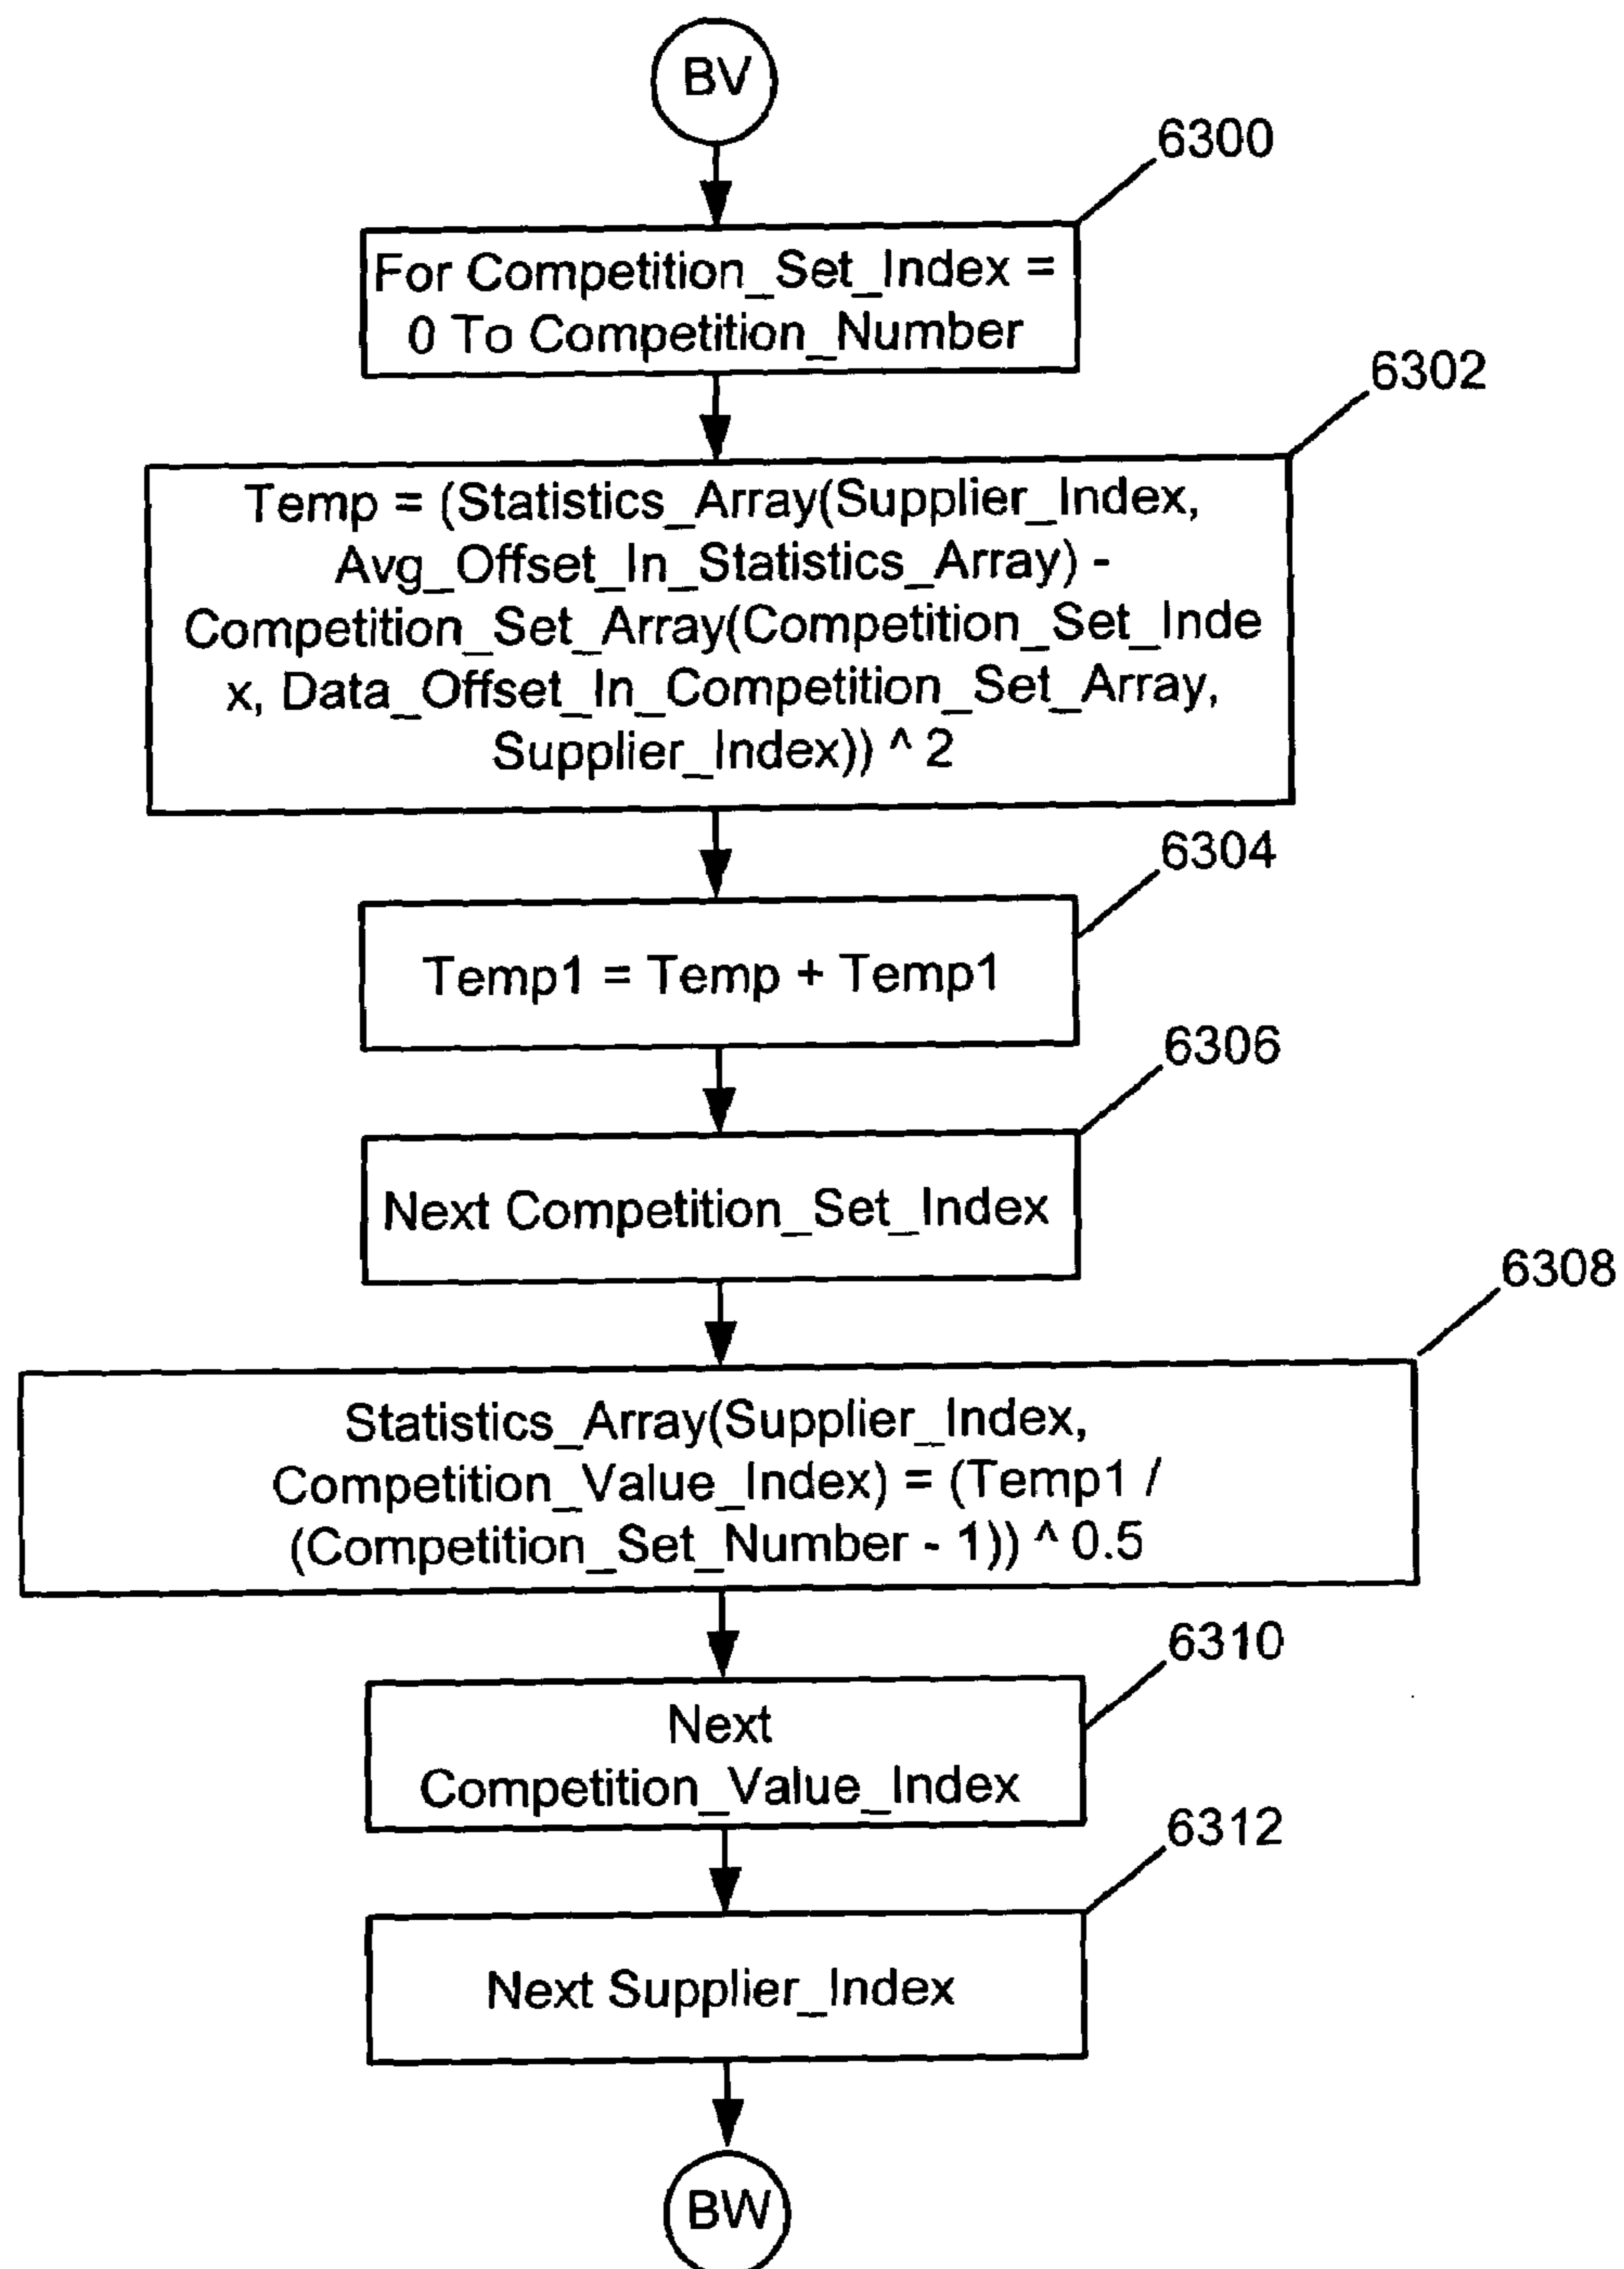 BV
6300
For Competition_Set_Index =
0 To Competition_Number
6302
Temp = (Statistics_Array(Supplier_Index,
Avg_Offset_In_Statistics_Array) -
Competition_Set_Array(Competition_Set_Inde
x, Data_Offset_In_Competition_Set_Array,
Supplier_Index)) ^ 2
6304
Temp1 = Temp + Temp1
6306
Next Competition_Set_Index
6308
Statistics_Array(Supplier_Index,
Competition_Value_Index) = (Temp1 /
(Competition_Set_Number - 1)) ^ 0.5
6310
Next
Competition_Value_Index
6312
Next Supplier_Index
BW